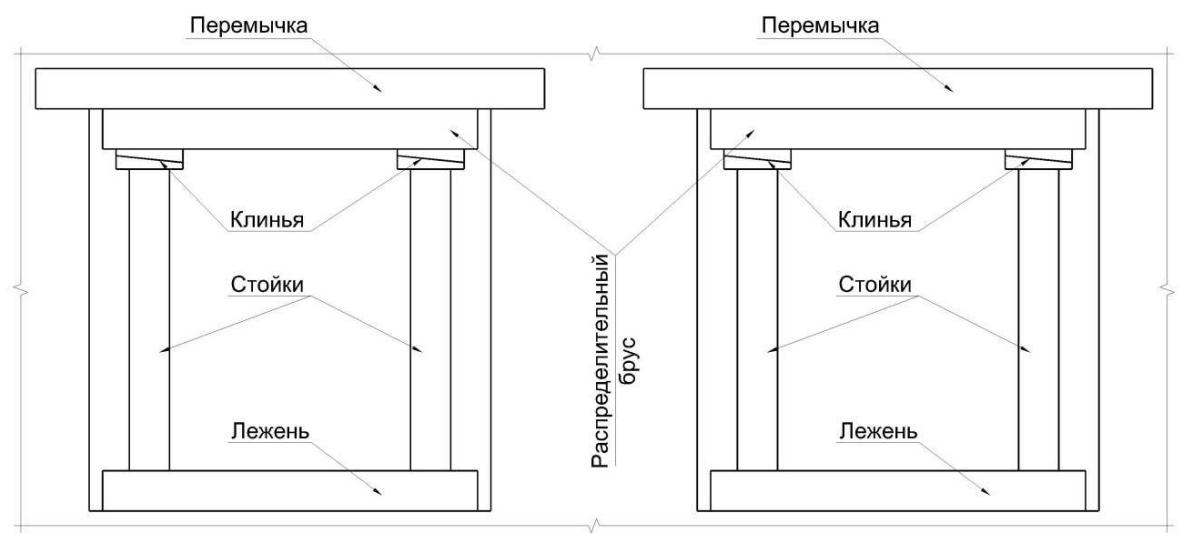 Перемычка
Перемычка
Клинья
Клинья
Стойки
Стойки
Распределительный
брус
Лежень
Лежень